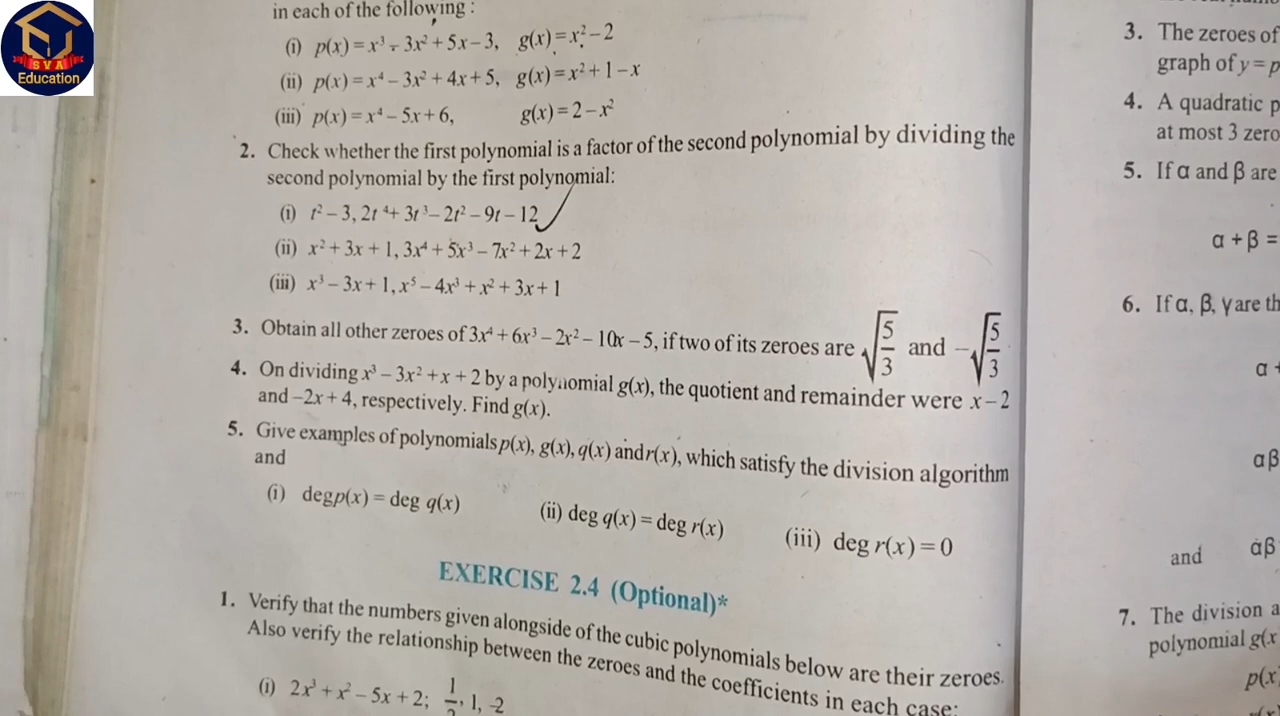 SVA
Education
in each of the following :
(i) p(x) = x³ – 3x² + 5x – 3, g(x) = x² – 2
(ii) p(x) = x⁴ – 3x² + 4x + 5, g(x) = x² + 1 – x
(iii) p(x) = x⁴ – 5x + 6, g(x) = 2 – x²
2. Check whether the first polynomial is a factor of the second polynomial by dividing the
second polynomial by the first polynomial:
(i) t² – 3, 2t⁴ + 3t³ – 2t² – 9t – 12
(ii) x² + 3x + 1, 3x⁴ + 5x³ – 7x² + 2x + 2
(iii) x³ – 3x + 1, x⁵ – 4x³ + x² + 3x + 1
3. Obtain all other zeroes of 3x⁴ + 6x³ – 2x² – 10x – 5, if two of its zeroes are √(5/3) and –√(5/3)
4. On dividing x³ – 3x² + x + 2 by a polynomial g(x), the quotient and remainder were x – 2
and –2x + 4, respectively. Find g(x).
5. Give examples of polynomials p(x), g(x), q(x) and r(x), which satisfy the division algorithm
and
(i) deg p(x) = deg q(x) (ii) deg q(x) = deg r(x) (iii) deg r(x) = 0
EXERCISE 2.4 (Optional)*
1. Verify that the numbers given alongside of the cubic polynomials below are their zeroes.
Also verify the relationship between the zeroes and the coefficients in each case:
(i) 2x³ + x² – 5x + 2; 1, –2
3. The zeroes of
graph of y = p
4. A quadratic p
at most 3 zero
5. If α and β are
α + β =
6. If α, β, γ are th
α +
αβ
and αβ
7. The division a
polynomial g(x
p(x